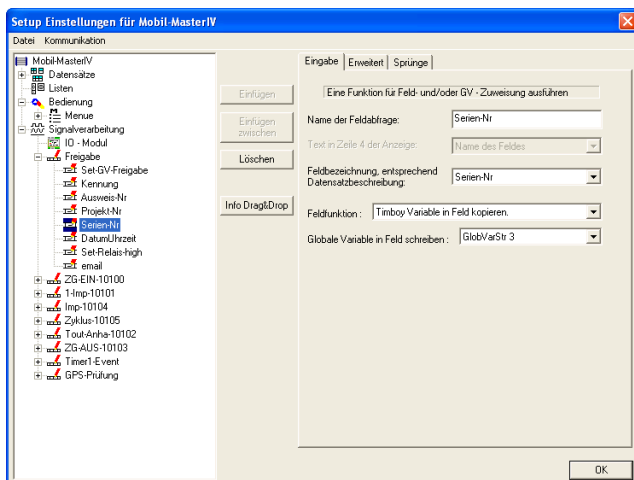 Setup Einstellungen für Mobil-MasterIV
Datei Kommunikation
Mobil-MasterIV
Datensätze
Listen
Bedienung
Menue
Signalverarbeitung
IO - Modul
Freigabe
Set-GV-Freigabe
Kennung
Ausweis-Nr
Projekt-Nr
Serien-Nr
DatumUhrzeit
Set-Relais-high
email
ZG-EIN-10100
1-Imp-10101
Imp-10104
Zyklus-10105
Tout-Anha-10102
ZG-AUS-10103
Timer1-Event
GPS-Prüfung
Einfügen
Einfügen
zwischen
Löschen
Info Drag&Drop
Eingabe Erweitert Sprünge
Eine Funktion für Feld- und/oder GV - Zuweisung ausführen
Name der Feldabfrage: Serien-Nr
Text in Zeile 4 der Anzeige: Name des Feldes
Feldbezeichnung, entsprechend
Datensatzbeschreibung: Serien-Nr
Feldfunktion : Timboy Variable in Feld kopieren.
Globale Variable in Feld schreiben : GlobVarStr 3
OK